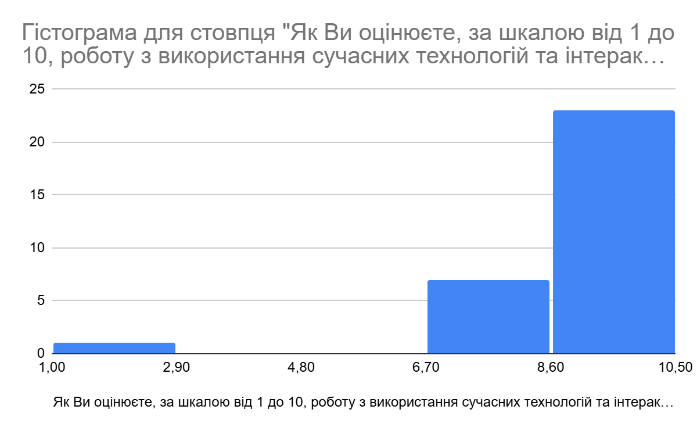 Гістограма для стовпця "Як Ви оцінюєте, за шкалою від 1 до
10, роботу з використання сучасних технологій та інтерак…
25
20
15
10
5
0
1,00 2,90 4,80 6,70 8,60 10,50
Як Ви оцінюєте, за шкалою від 1 до 10, роботу з використання сучасних технологій та інтерак…